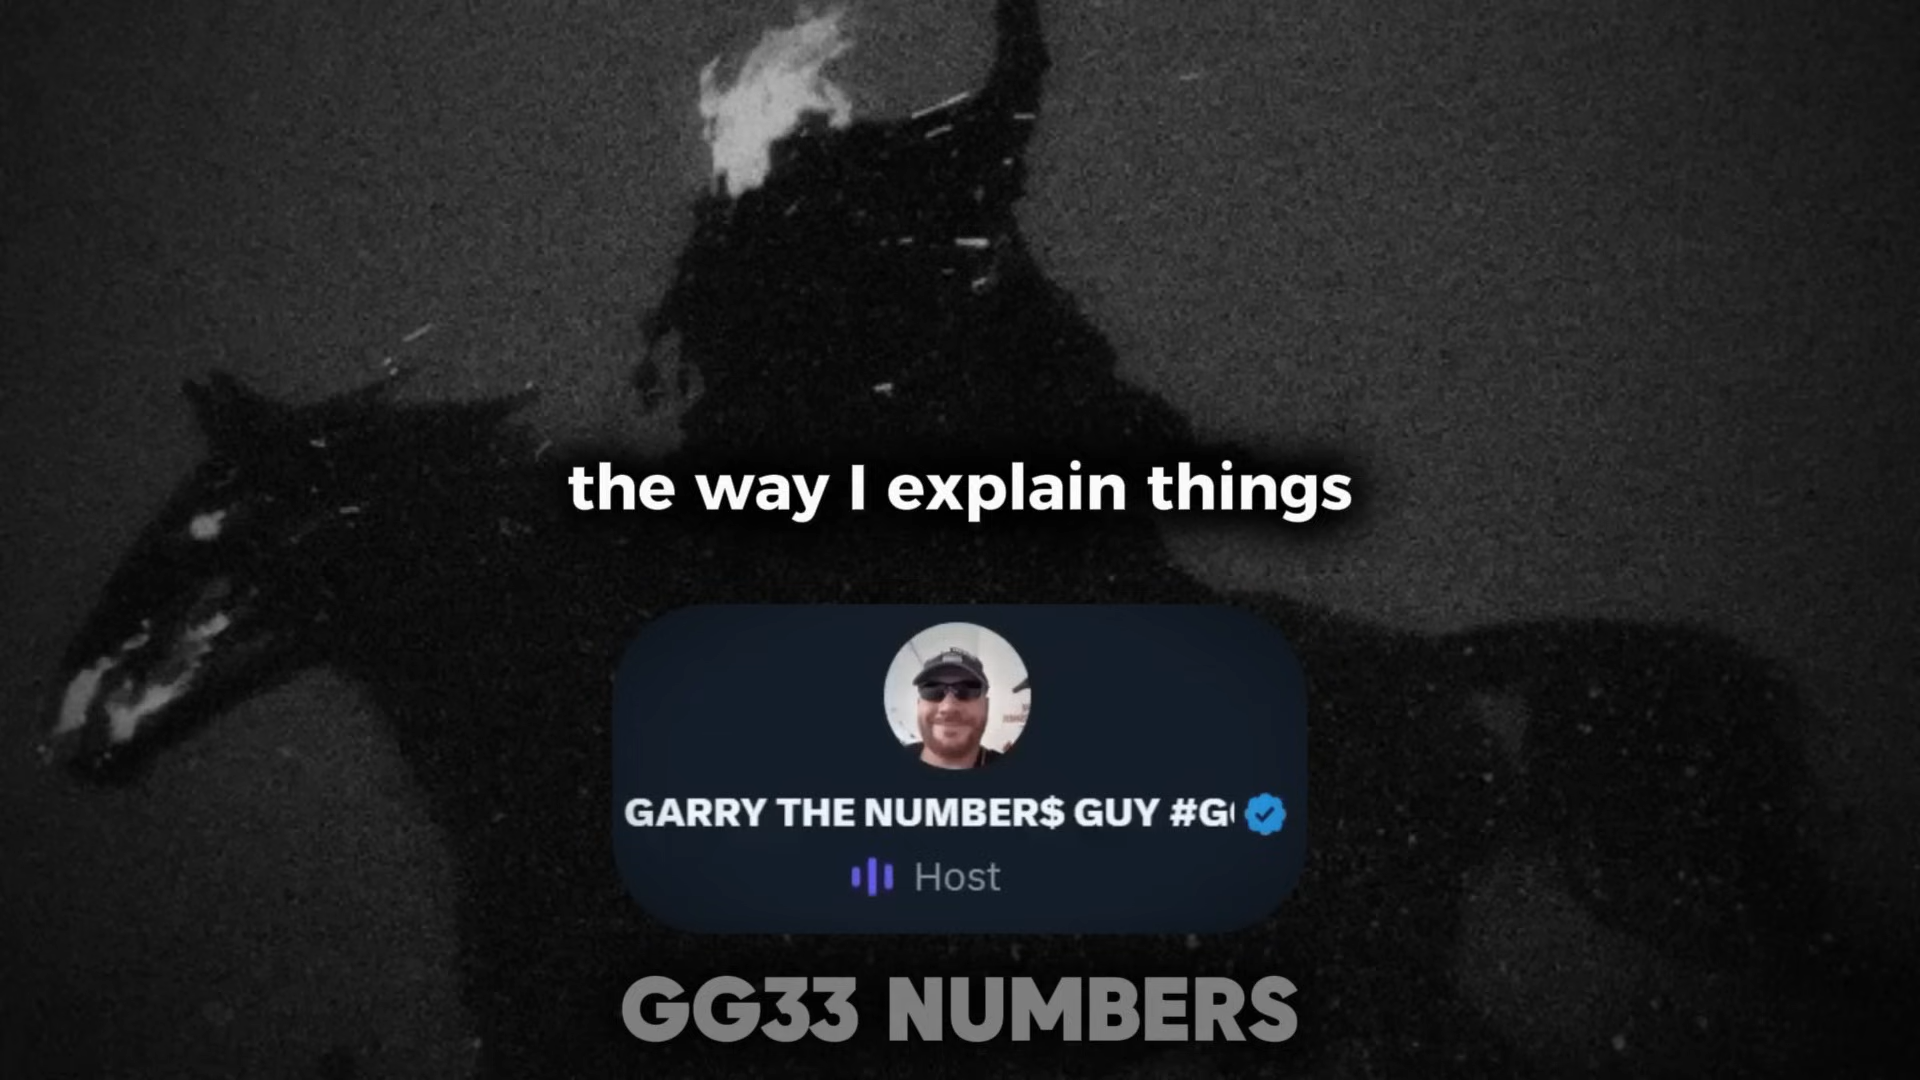 the way I explain things
GARRY THE NUMBER$ GUY #G
Host
GG33 NUMBERS